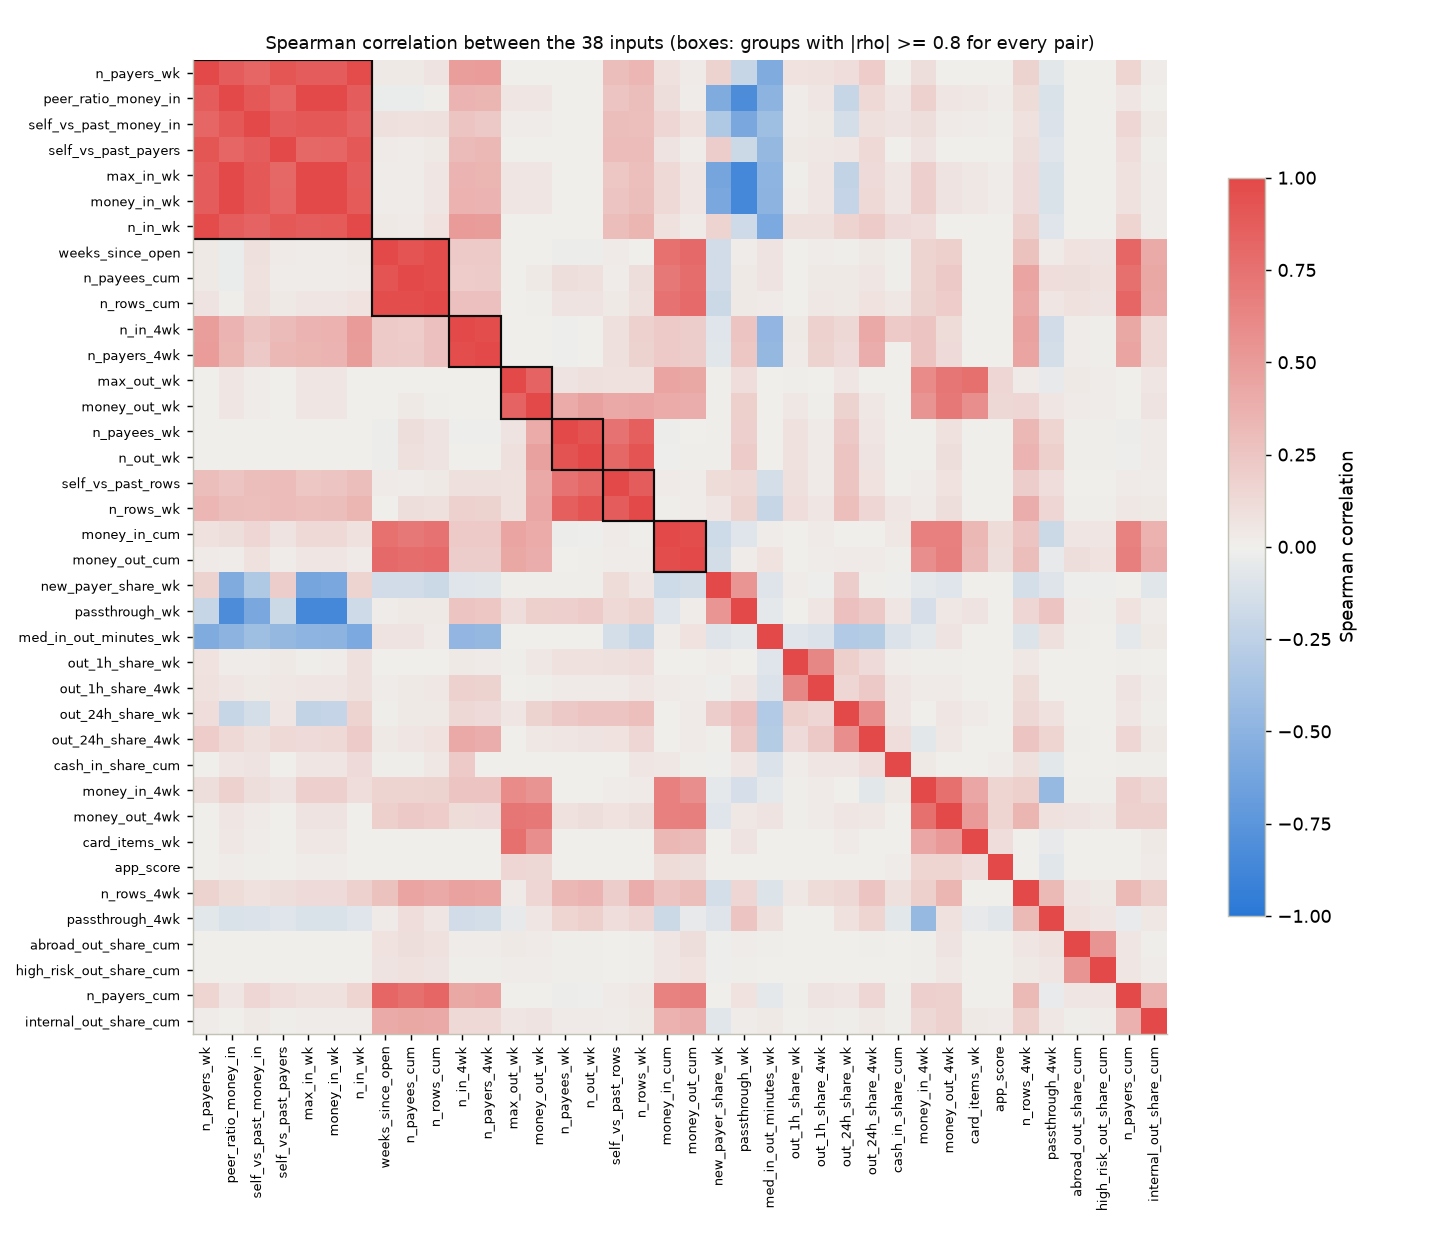 Spearman correlation between the 38 inputs (boxes: groups with |rho| >= 0.8 for every pair)
n_payers_wk
peer_ratio_money_in
self_vs_past_money_in
self_vs_past_payers
max_in_wk
money_in_wk
n_in_wk
weeks_since_open
n_payees_cum
n_rows_cum
n_in_4wk
n_payers_4wk
max_out_wk
money_out_wk
n_payees_wk
n_out_wk
self_vs_past_rows
n_rows_wk
money_in_cum
money_out_cum
new_payer_share_wk
passthrough_wk
med_in_out_minutes_wk
out_1h_share_wk
out_1h_share_4wk
out_24h_share_wk
out_24h_share_4wk
cash_in_share_cum
money_in_4wk
money_out_4wk
card_items_wk
app_score
n_rows_4wk
passthrough_4wk
abroad_out_share_cum
high_risk_out_share_cum
n_payers_cum
internal_out_share_cum
n_payers_wk
peer_ratio_money_in
self_vs_past_money_in
self_vs_past_payers
max_in_wk
money_in_wk
n_in_wk
weeks_since_open
n_payees_cum
n_rows_cum
n_in_4wk
n_payers_4wk
max_out_wk
money_out_wk
n_payees_wk
n_out_wk
self_vs_past_rows
n_rows_wk
money_in_cum
money_out_cum
new_payer_share_wk
passthrough_wk
med_in_out_minutes_wk
out_1h_share_wk
out_1h_share_4wk
out_24h_share_wk
out_24h_share_4wk
cash_in_share_cum
money_in_4wk
money_out_4wk
card_items_wk
app_score
n_rows_4wk
passthrough_4wk
abroad_out_share_cum
high_risk_out_share_cum
n_payers_cum
internal_out_share_cum
1.00
0.75
0.50
0.25
0.00
−0.25
−0.50
−0.75
−1.00
Spearman correlation